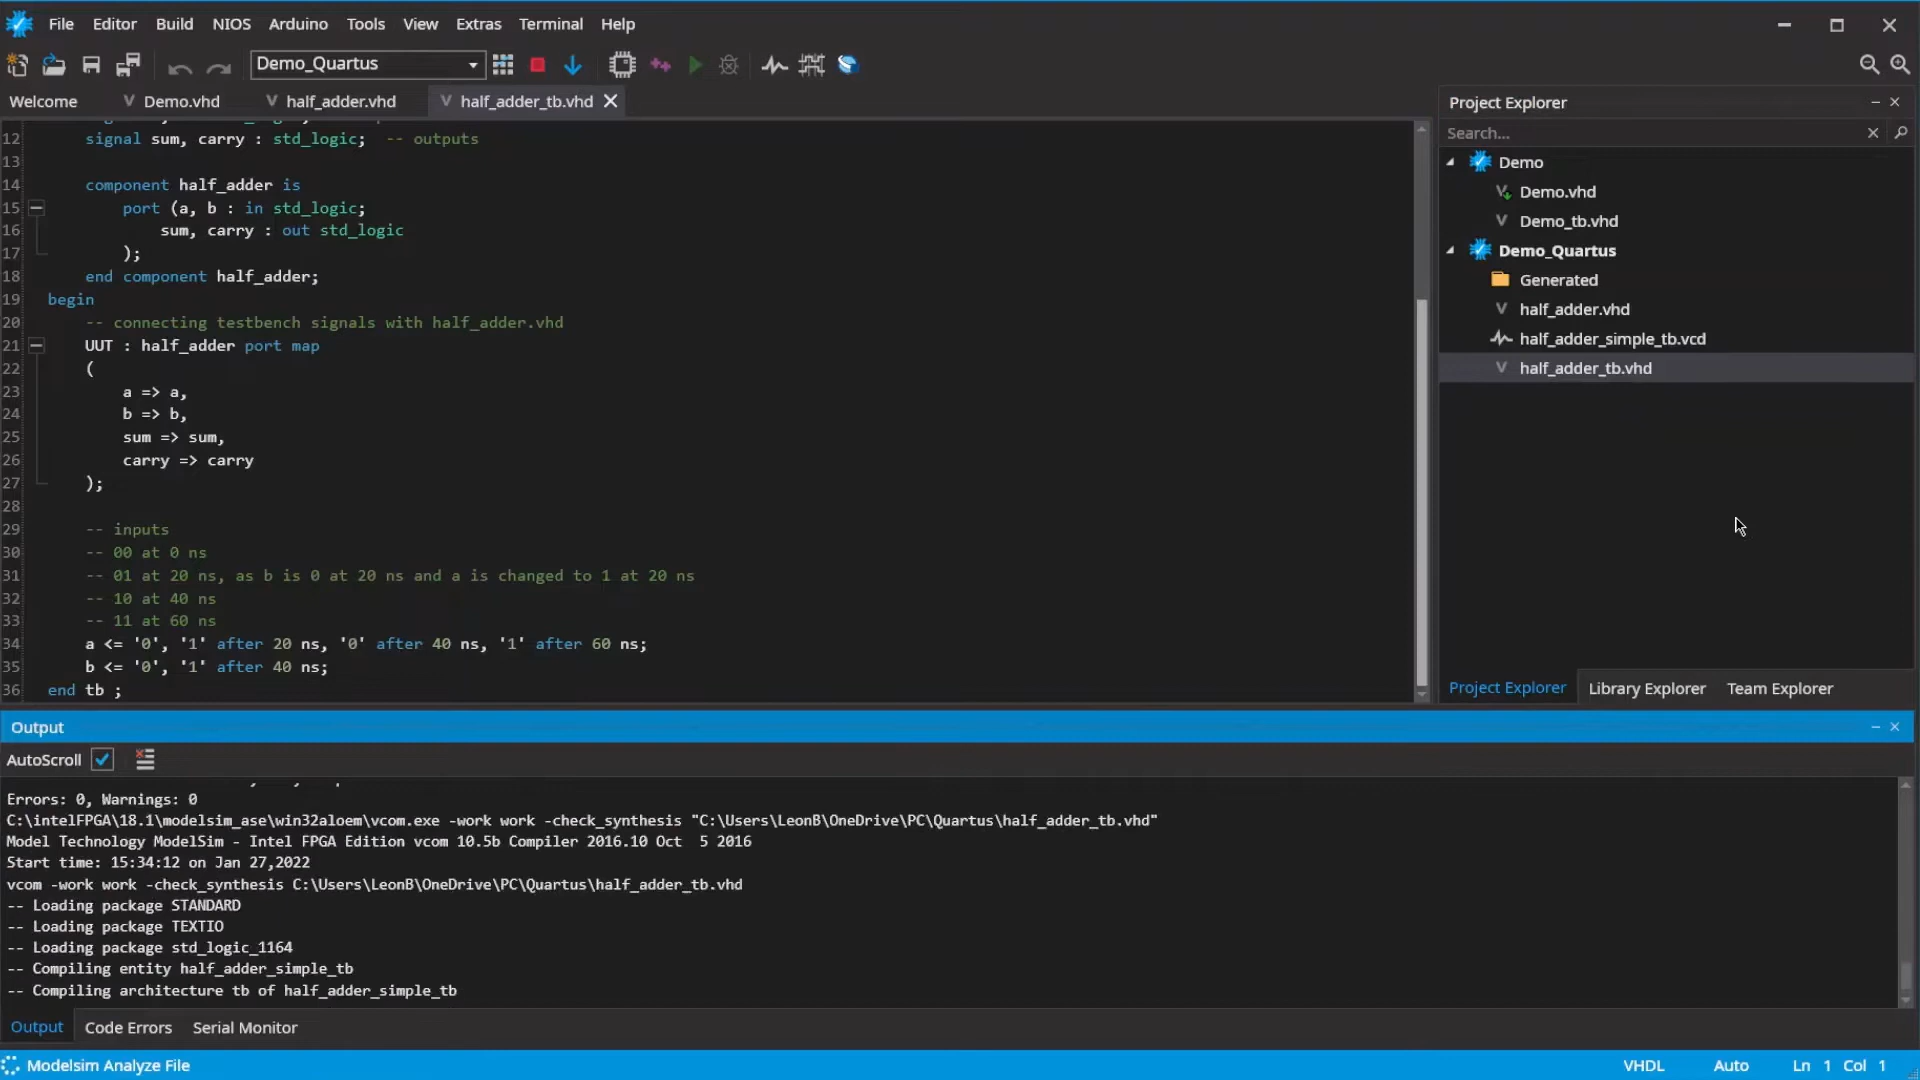 File Editor Build NIOS Arduino Tools View Extras Terminal Help
Demo_Quartus
Welcome Demo.vhd half_adder.vhd half_adder_tb.vhd
12 signal sum, carry : std_logic; -- outputs
13
14 component half_adder is
15 port (a, b : in std_logic;
16 sum, carry : out std_logic
17 );
18 end component half_adder;
19 begin
20 -- connecting testbench signals with half_adder.vhd
21 UUT : half_adder port map
22 (
23 a => a,
24 b => b,
25 sum => sum,
26 carry => carry
27 );
28
29 -- inputs
30 -- 00 at 0 ns
31 -- 01 at 20 ns, as b is 0 at 20 ns and a is changed to 1 at 20 ns
32 -- 10 at 40 ns
33 -- 11 at 60 ns
34 a <= '0', '1' after 20 ns, '0' after 40 ns, '1' after 60 ns;
35 b <= '0', '1' after 40 ns;
36 end tb ;
Project Explorer
Search...
Demo
Demo.vhd
Demo_tb.vhd
Demo_Quartus
Generated
half_adder.vhd
half_adder_simple_tb.vcd
half_adder_tb.vhd
Project Explorer Library Explorer Team Explorer
Output
AutoScroll
Errors: 0, Warnings: 0
C:\intelFPGA\18.1\modelsim_ase\win32aloem\vcom.exe -work work -check_synthesis "C:\Users\LeonB\OneDrive\PC\Quartus\half_adder_tb.vhd"
Model Technology ModelSim - Intel FPGA Edition vcom 10.5b Compiler 2016.10 Oct  5 2016
Start time: 15:34:12 on Jan 27,2022
vcom -work work -check_synthesis C:\Users\LeonB\OneDrive\PC\Quartus\half_adder_tb.vhd
-- Loading package STANDARD
-- Loading package TEXTIO
-- Loading package std_logic_1164
-- Compiling entity half_adder_simple_tb
-- Compiling architecture tb of half_adder_simple_tb
Output Code Errors Serial Monitor
Modelsim Analyze File VHDL Auto Ln 1 Col 1